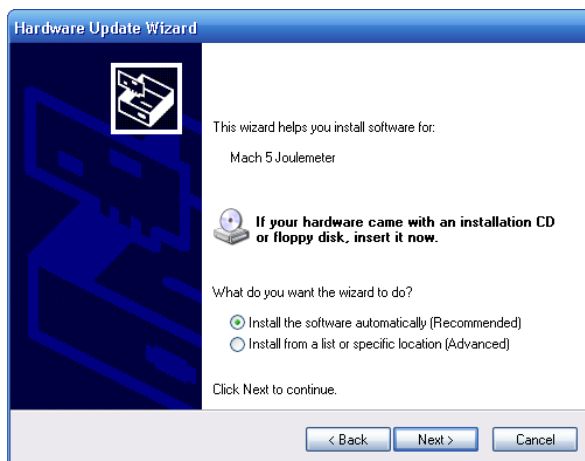 Hardware Update Wizard
This wizard helps you install software for:
Mach 5 Joulemeter
If your hardware came with an installation CD
or floppy disk, insert it now.
What do you want the wizard to do?
Install the software automatically (Recommended)
Install from a list or specific location (Advanced)
Click Next to continue.
< Back Next > Cancel